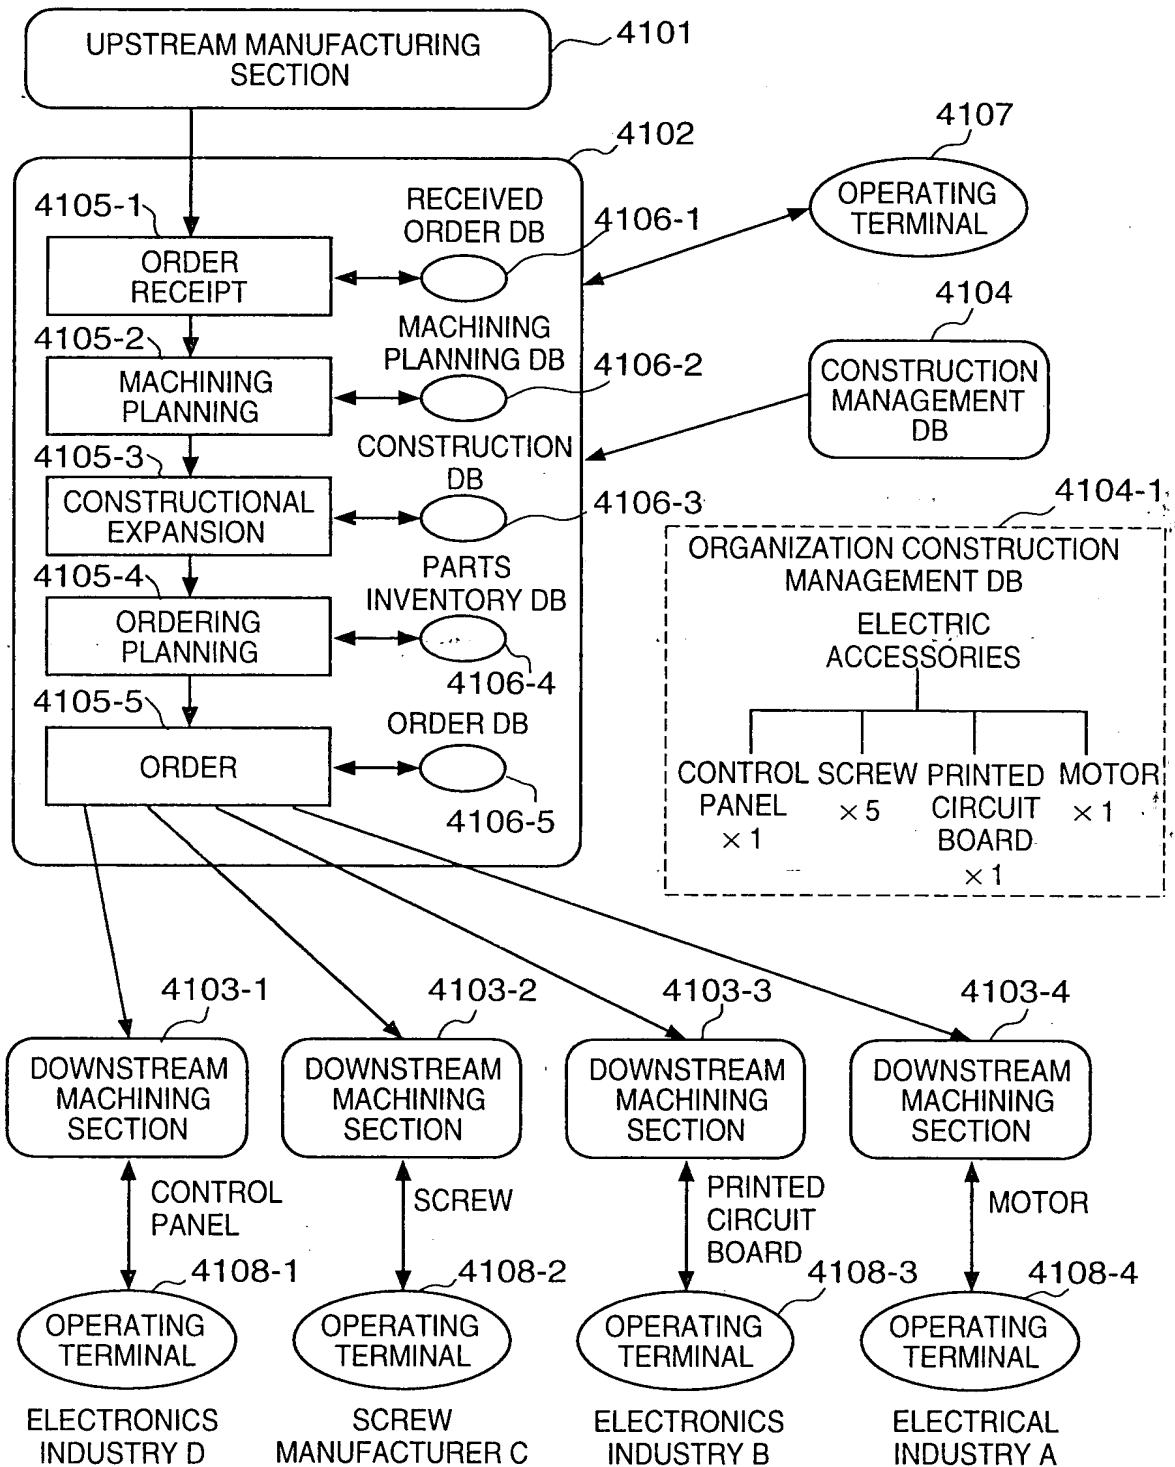 UPSTREAM MANUFACTURING
SECTION
4101
4102
4107
OPERATING
TERMINAL
4105-1
RECEIVED
ORDER DB
4106-1
ORDER
RECEIPT
4104
CONSTRUCTION
MANAGEMENT
DB
4105-2
MACHINING
PLANNING DB
4106-2
MACHINING
PLANNING
4105-3
CONSTRUCTION
DB
4106-3
CONSTRUCTIONAL
EXPANSION
4104-1
ORGANIZATION CONSTRUCTION
MANAGEMENT DB
ELECTRIC
ACCESSORIES
CONTROL
PANEL
×1
SCREW
×5
PRINTED
CIRCUIT
BOARD
×1
MOTOR
×1
4105-4
PARTS
INVENTORY DB
ORDERING
PLANNING
4106-4
4105-5
ORDER DB
ORDER
4106-5
4103-1
DOWNSTREAM
MACHINING
SECTION
4103-2
DOWNSTREAM
MACHINING
SECTION
4103-3
DOWNSTREAM
MACHINING
SECTION
4103-4
DOWNSTREAM
MACHINING
SECTION
CONTROL
PANEL
SCREW
PRINTED
CIRCUIT
BOARD
MOTOR
4108-1
OPERATING
TERMINAL
4108-2
OPERATING
TERMINAL
4108-3
OPERATING
TERMINAL
4108-4
OPERATING
TERMINAL
ELECTRONICS
INDUSTRY D
SCREW
MANUFACTURER C
ELECTRONICS
INDUSTRY B
ELECTRICAL
INDUSTRY A